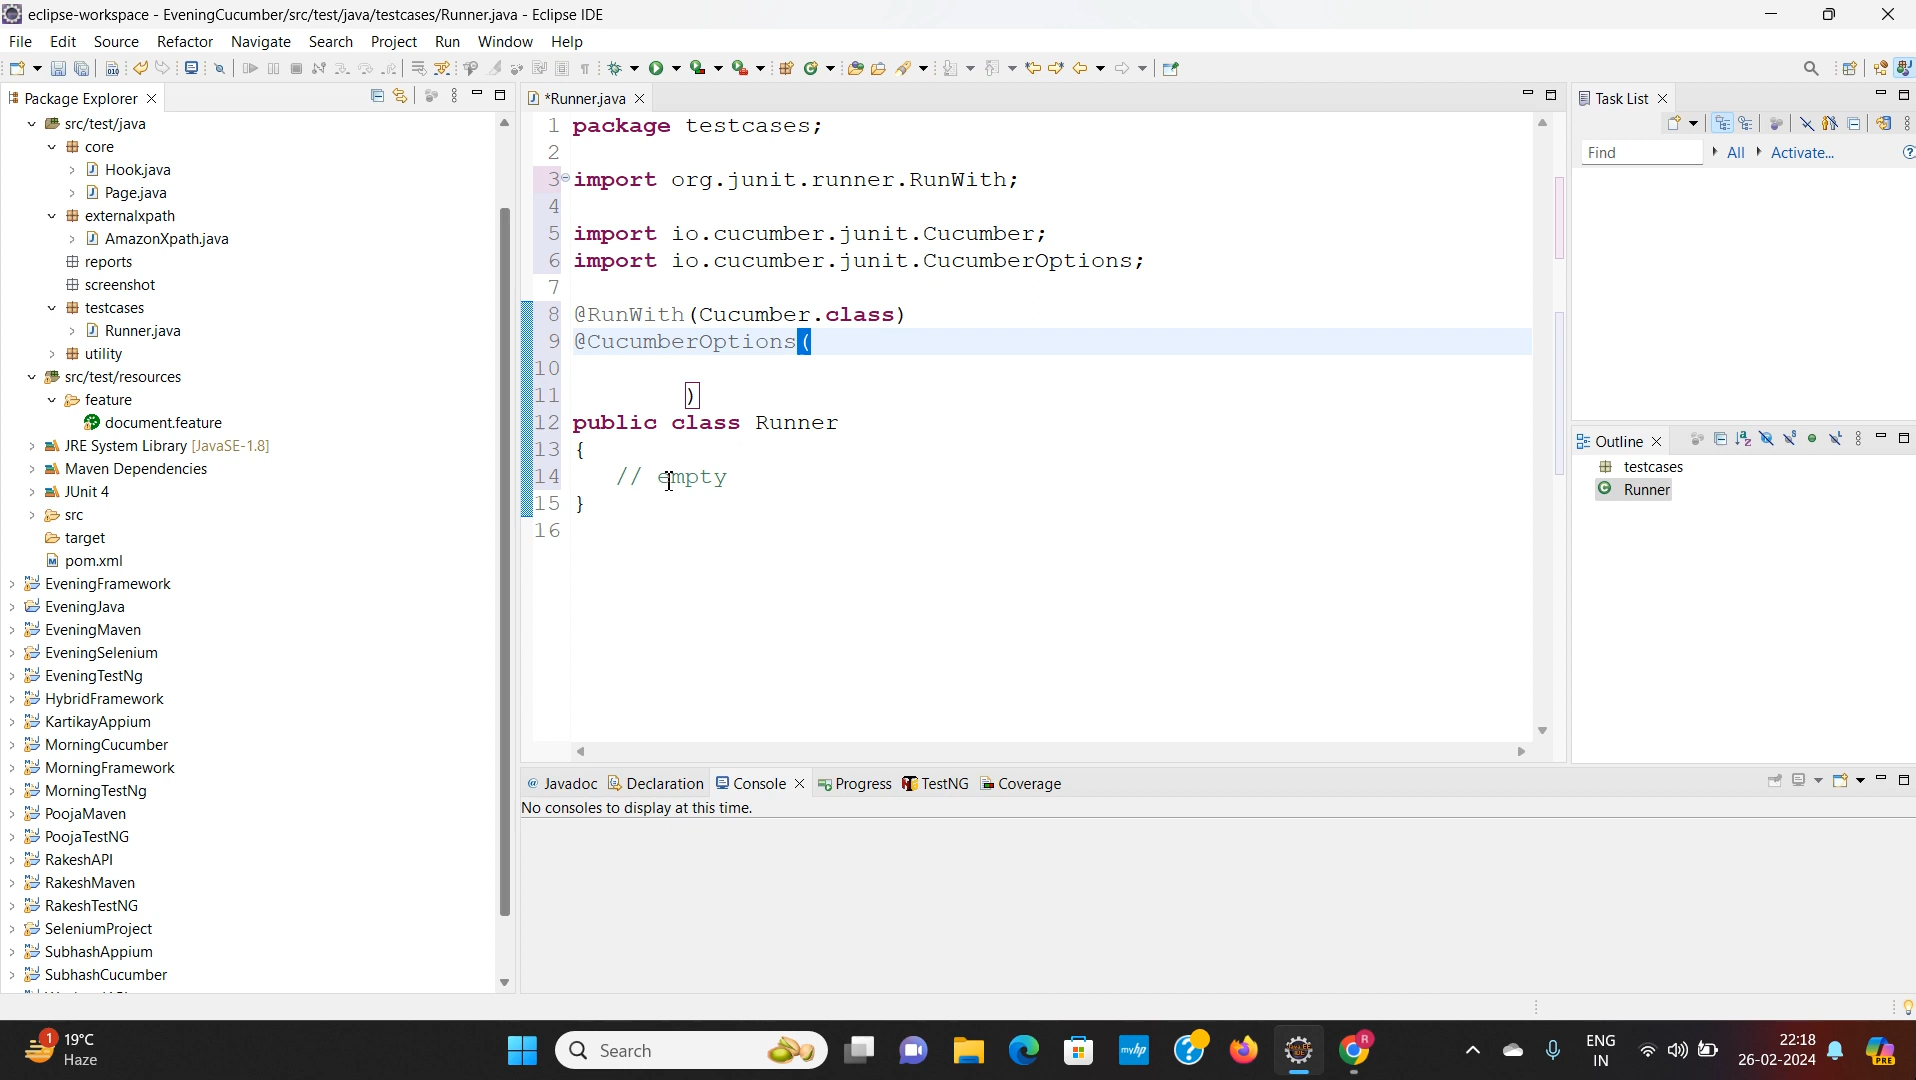 eclipse-workspace - EveningCucumber/src/test/java/testcases/Runner.java - Eclipse IDE
File Edit Source Refactor Navigate Search Project Run Window Help
Package Explorer
src/test/java
core
Hook.java
Page.java
externalxpath
AmazonXpath.java
reports
screenshot
testcases
Runner.java
utility
src/test/resources
feature
document.feature
JRE System Library [JavaSE-1.8]
Maven Dependencies
JUnit 4
src
target
pom.xml
EveningFramework
EveningJava
EveningMaven
EveningSelenium
EveningTestNg
HybridFramework
KartikayAppium
MorningCucumber
MorningFramework
MorningTestNg
PoojaMaven
PoojaTestNG
RakeshAPI
RakeshMaven
RakeshTestNG
SeleniumProject
SubhashAppium
SubhashCucumber
*Runner.java
1 package testcases;
2
3 import org.junit.runner.RunWith;
4
5 import io.cucumber.junit.Cucumber;
6 import io.cucumber.junit.CucumberOptions;
7
8 @RunWith(Cucumber.class)
9 @CucumberOptions(
10
11 )
12 public class Runner
13 {
14 // empty
15 }
16
Task List
Find All Activate...
Outline
testcases
Runner
Javadoc Declaration Console Progress TestNG Coverage
No consoles to display at this time.
1 19°C
Haze
Search
myhp
R
ENG
IN
22:18
26-02-2024
PRE